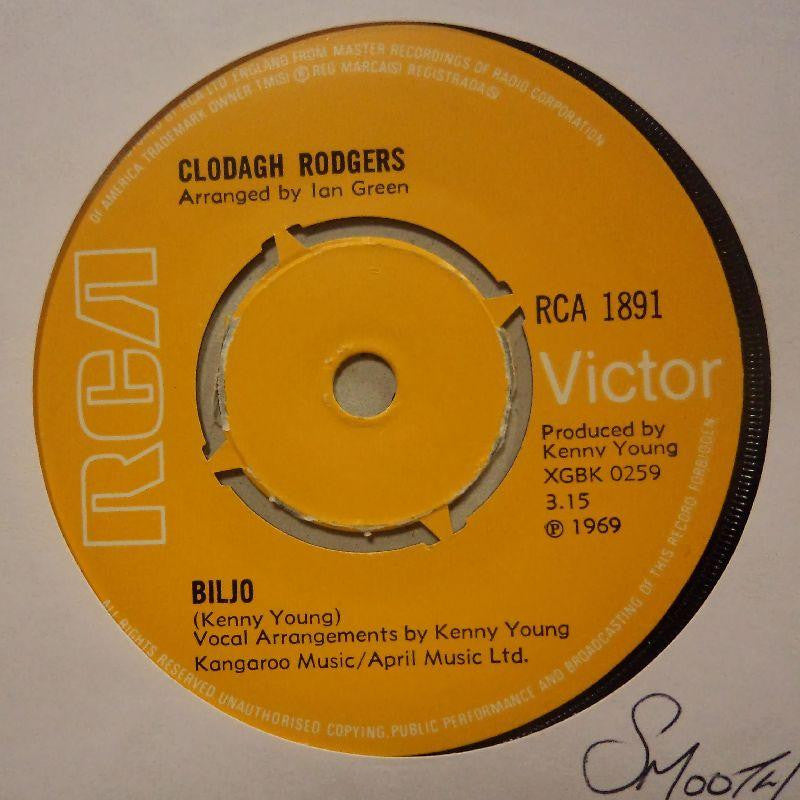 OF AMERICA TRADEMARK OWNER TM(S) ® REG MARCA(S) REGISTRADA(S)
RCA LTD. ENGLAND FROM MASTER RECORDINGS OF RADIO CORPORATION
CLODAGH RODGERS
Arranged by Ian Green
RCA
RCA 1891
Victor
Produced by
Kenny Young
XGBK 0259
3.15
℗ 1969
BILJO
(Kenny Young)
Vocal Arrangements by Kenny Young
Kangaroo Music/April Music Ltd.
ALL RIGHTS RESERVED UNAUTHORISED COPYING, PUBLIC PERFORMANCE AND BROADCASTING OF THIS RECORD FORBIDDEN
SMOOTH